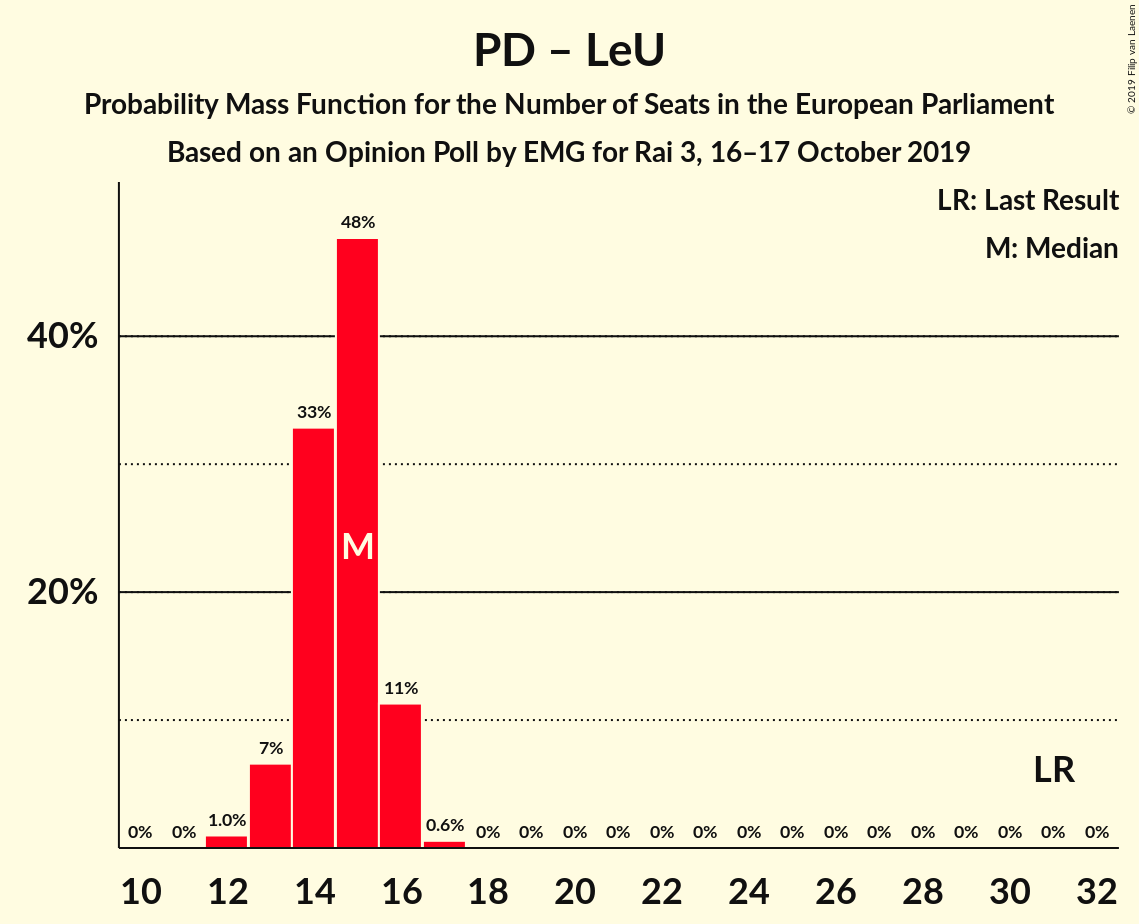 PD – LeU
Probability Mass Function for the Number of Seats in the European Parliament
Based on an Opinion Poll by EMG for Rai 3, 16–17 October 2019
© 2019 Filip van Laenen
LR: Last Result
M: Median
48%
40%
33%
M
20%
11%
7%
LR
0% 0% 1.0% 0.6% 0% 0% 0% 0% 0% 0% 0% 0% 0% 0% 0% 0% 0% 0% 0%
10 12 14 16 18 20 22 24 26 28 30 32